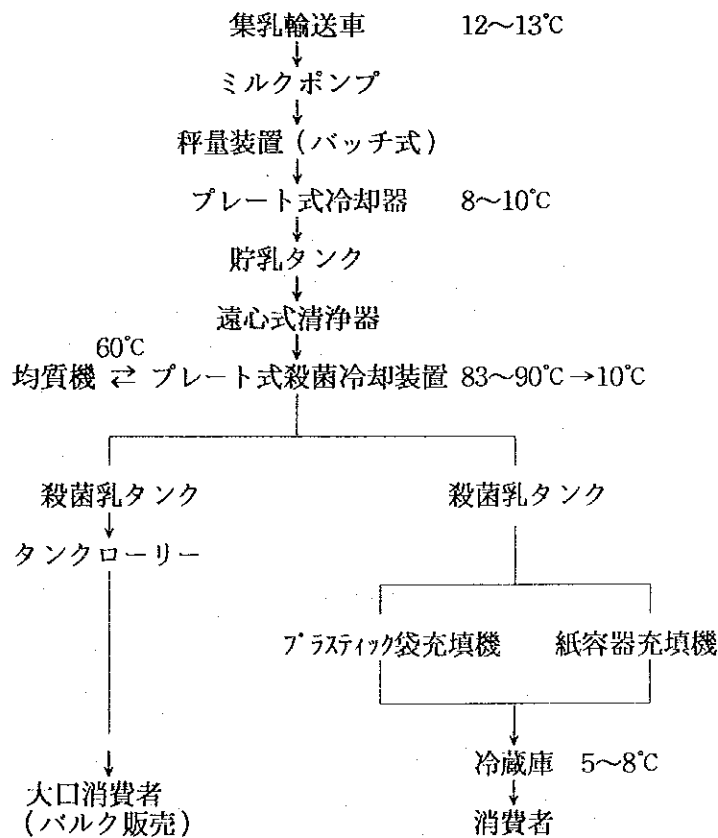 集乳輸送車 12〜13℃
↓
ミルクポンプ
↓
秤量装置(バッチ式)
↓
プレート式冷却器 8〜10℃
↓
貯乳タンク
↓
遠心式清浄器
↓
60℃
均質機 ⇄ プレート式殺菌冷却装置 83〜90℃→10℃
殺菌乳タンク 殺菌乳タンク
↓
タンクローリー
プラスティック袋充填機 紙容器充填機
↓ ↓
冷蔵庫 5〜8℃
大口消費者 ↓
(バルク販売) 消費者